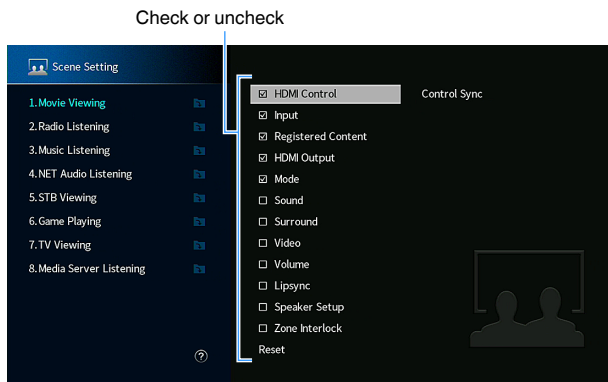 Check or uncheck
Scene Setting
1.Movie Viewing
2.Radio Listening
3.Music Listening
4.NET Audio Listening
5.STB Viewing
6.Game Playing
7.TV Viewing
8.Media Server Listening
?
HDMI Control
Control Sync
Input
Registered Content
HDMI Output
Mode
Sound
Surround
Video
Volume
Lipsync
Speaker Setup
Zone Interlock
Reset